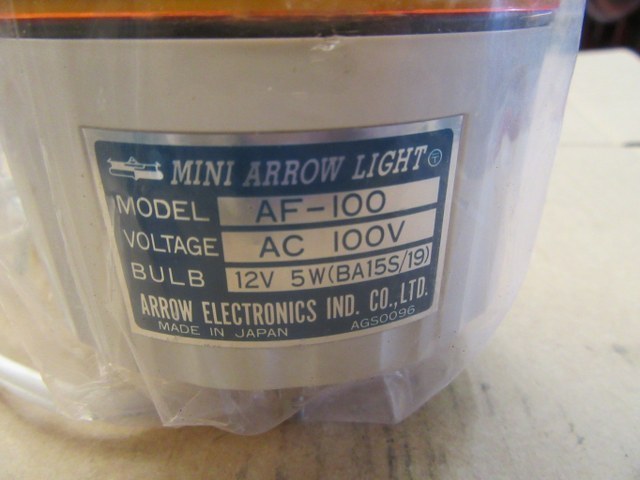 MINI ARROW LIGHT
MODEL AF-100
VOLTAGE AC 100V
BULB 12V 5W(BA15S/19)
ARROW ELECTRONICS IND. CO.,LTD.
MADE IN JAPAN AGS0096